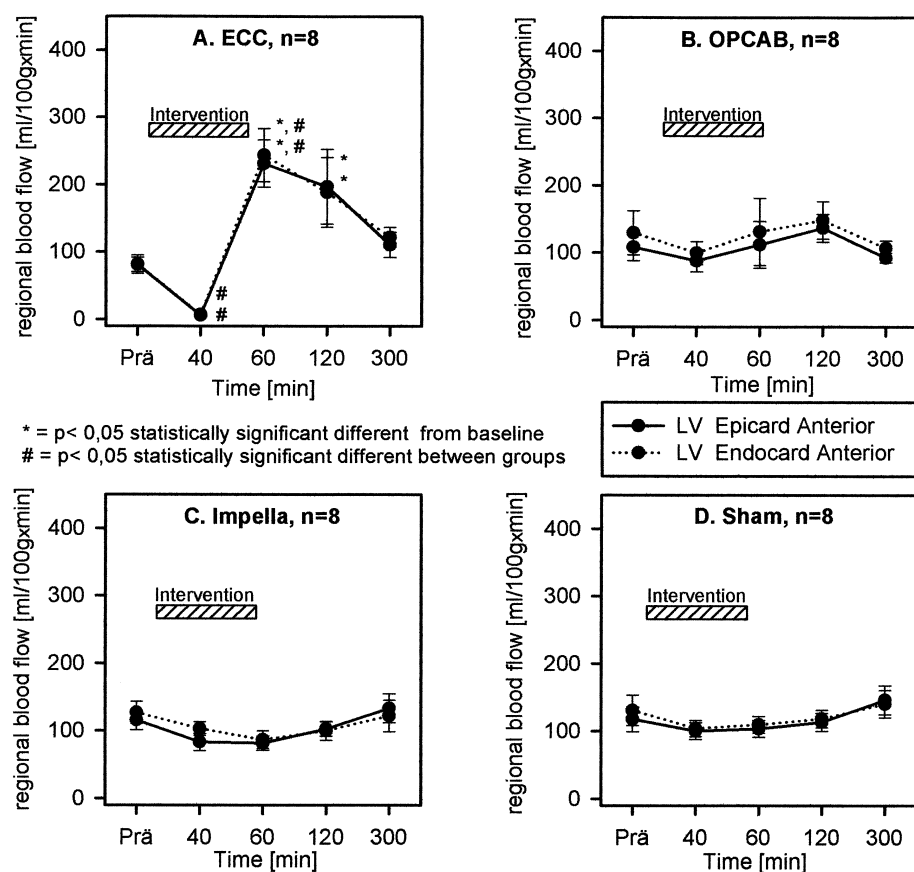 A. ECC, n=8
regional blood flow [ml/100gxmin]
400
300
200
100
0
Intervention
*, #
*, #
*
*
#
#
Prä 40 60 120 300
Time [min]
B. OPCAB, n=8
regional blood flow [ml/100gxmin]
400
300
200
100
0
Intervention
Prä 40 60 120 300
Time [min]
* = p< 0,05 statistically significant different from baseline
# = p< 0,05 statistically significant different between groups
LV Epicard Anterior
LV Endocard Anterior
C. Impella, n=8
regional blood flow [ml/100gxmin]
400
300
200
100
0
Intervention
Prä 40 60 120 300
Time [min]
D. Sham, n=8
regional blood flow [ml/100gxmin]
400
300
200
100
0
Intervention
Prä 40 60 120 300
Time [min]